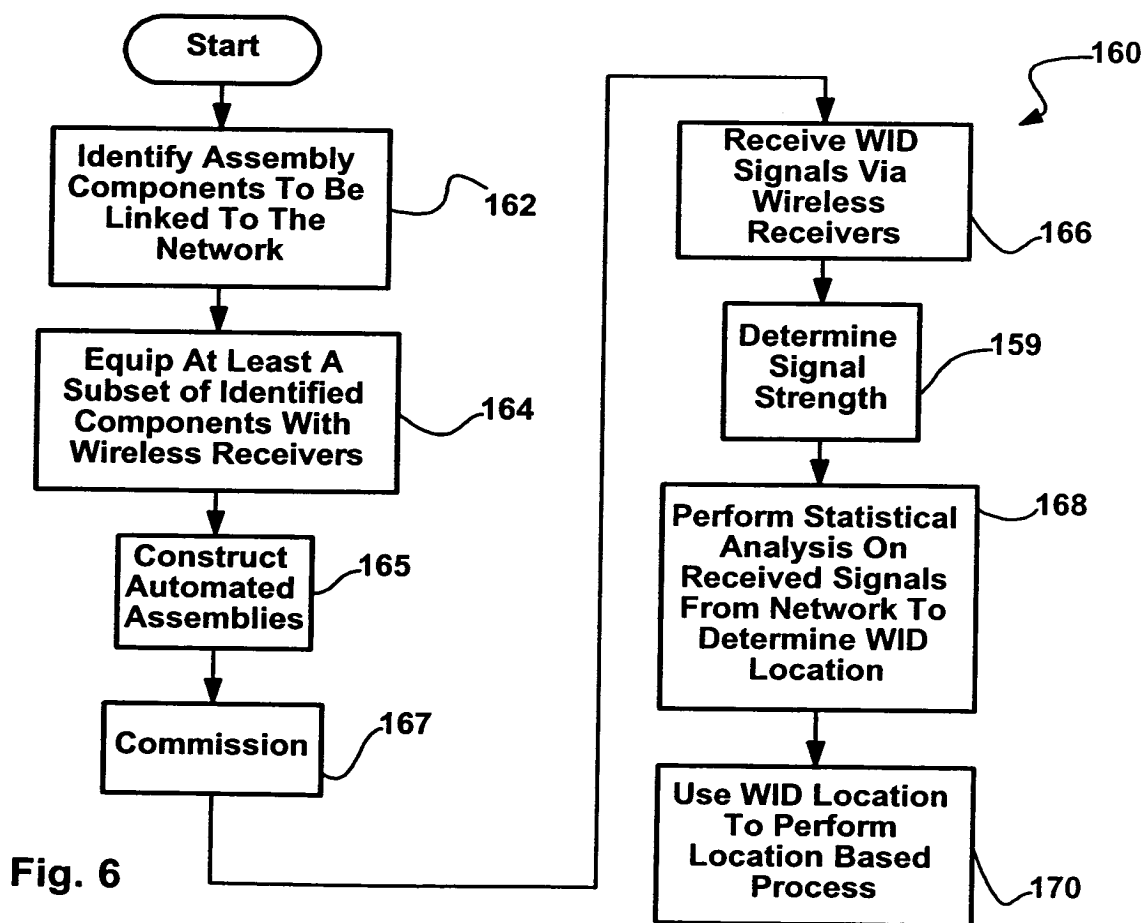 Start
Identify Assembly
Components To Be
Linked To The
Network
162
Equip At Least A
Subset of Identified
Components With
Wireless Receivers
164
Construct
Automated
Assemblies
165
Commission
167
160
Receive WID
Signals Via
Wireless
Receivers
166
Determine
Signal
Strength
159
Perform Statistical
Analysis On
Received Signals
From Network To
Determine WID
Location
168
Use WID Location
To Perform
Location Based
Process
170
Fig. 6